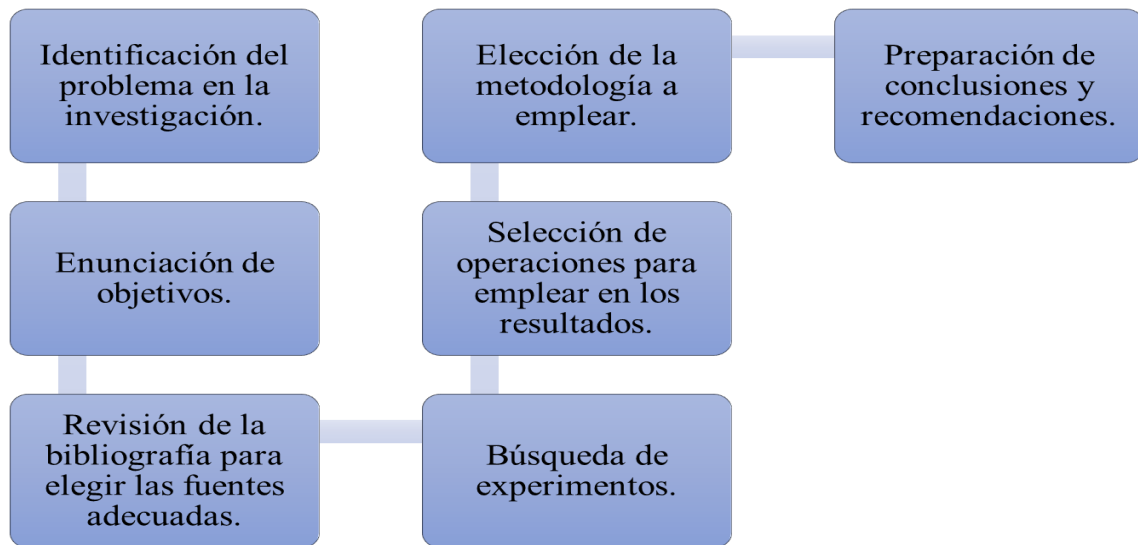 Identificación del
problema en la
investigación.
Enunciación de
objetivos.
Revisión de la
bibliografía para
elegir las fuentes
adecuadas.
Búsqueda de
experimentos.
Selección de
operaciones para
emplear en los
resultados.
Elección de la
metodología a
emplear.
Preparación de
conclusiones y
recomendaciones.